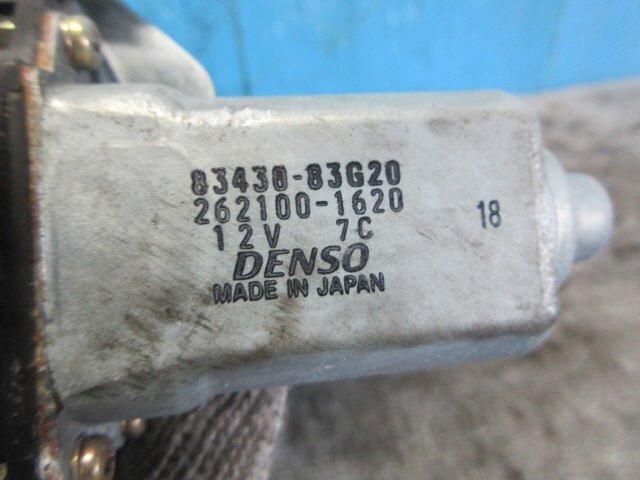 83430-83G20
262100-1620
12V 7C
18
DENSO
MADE IN JAPAN